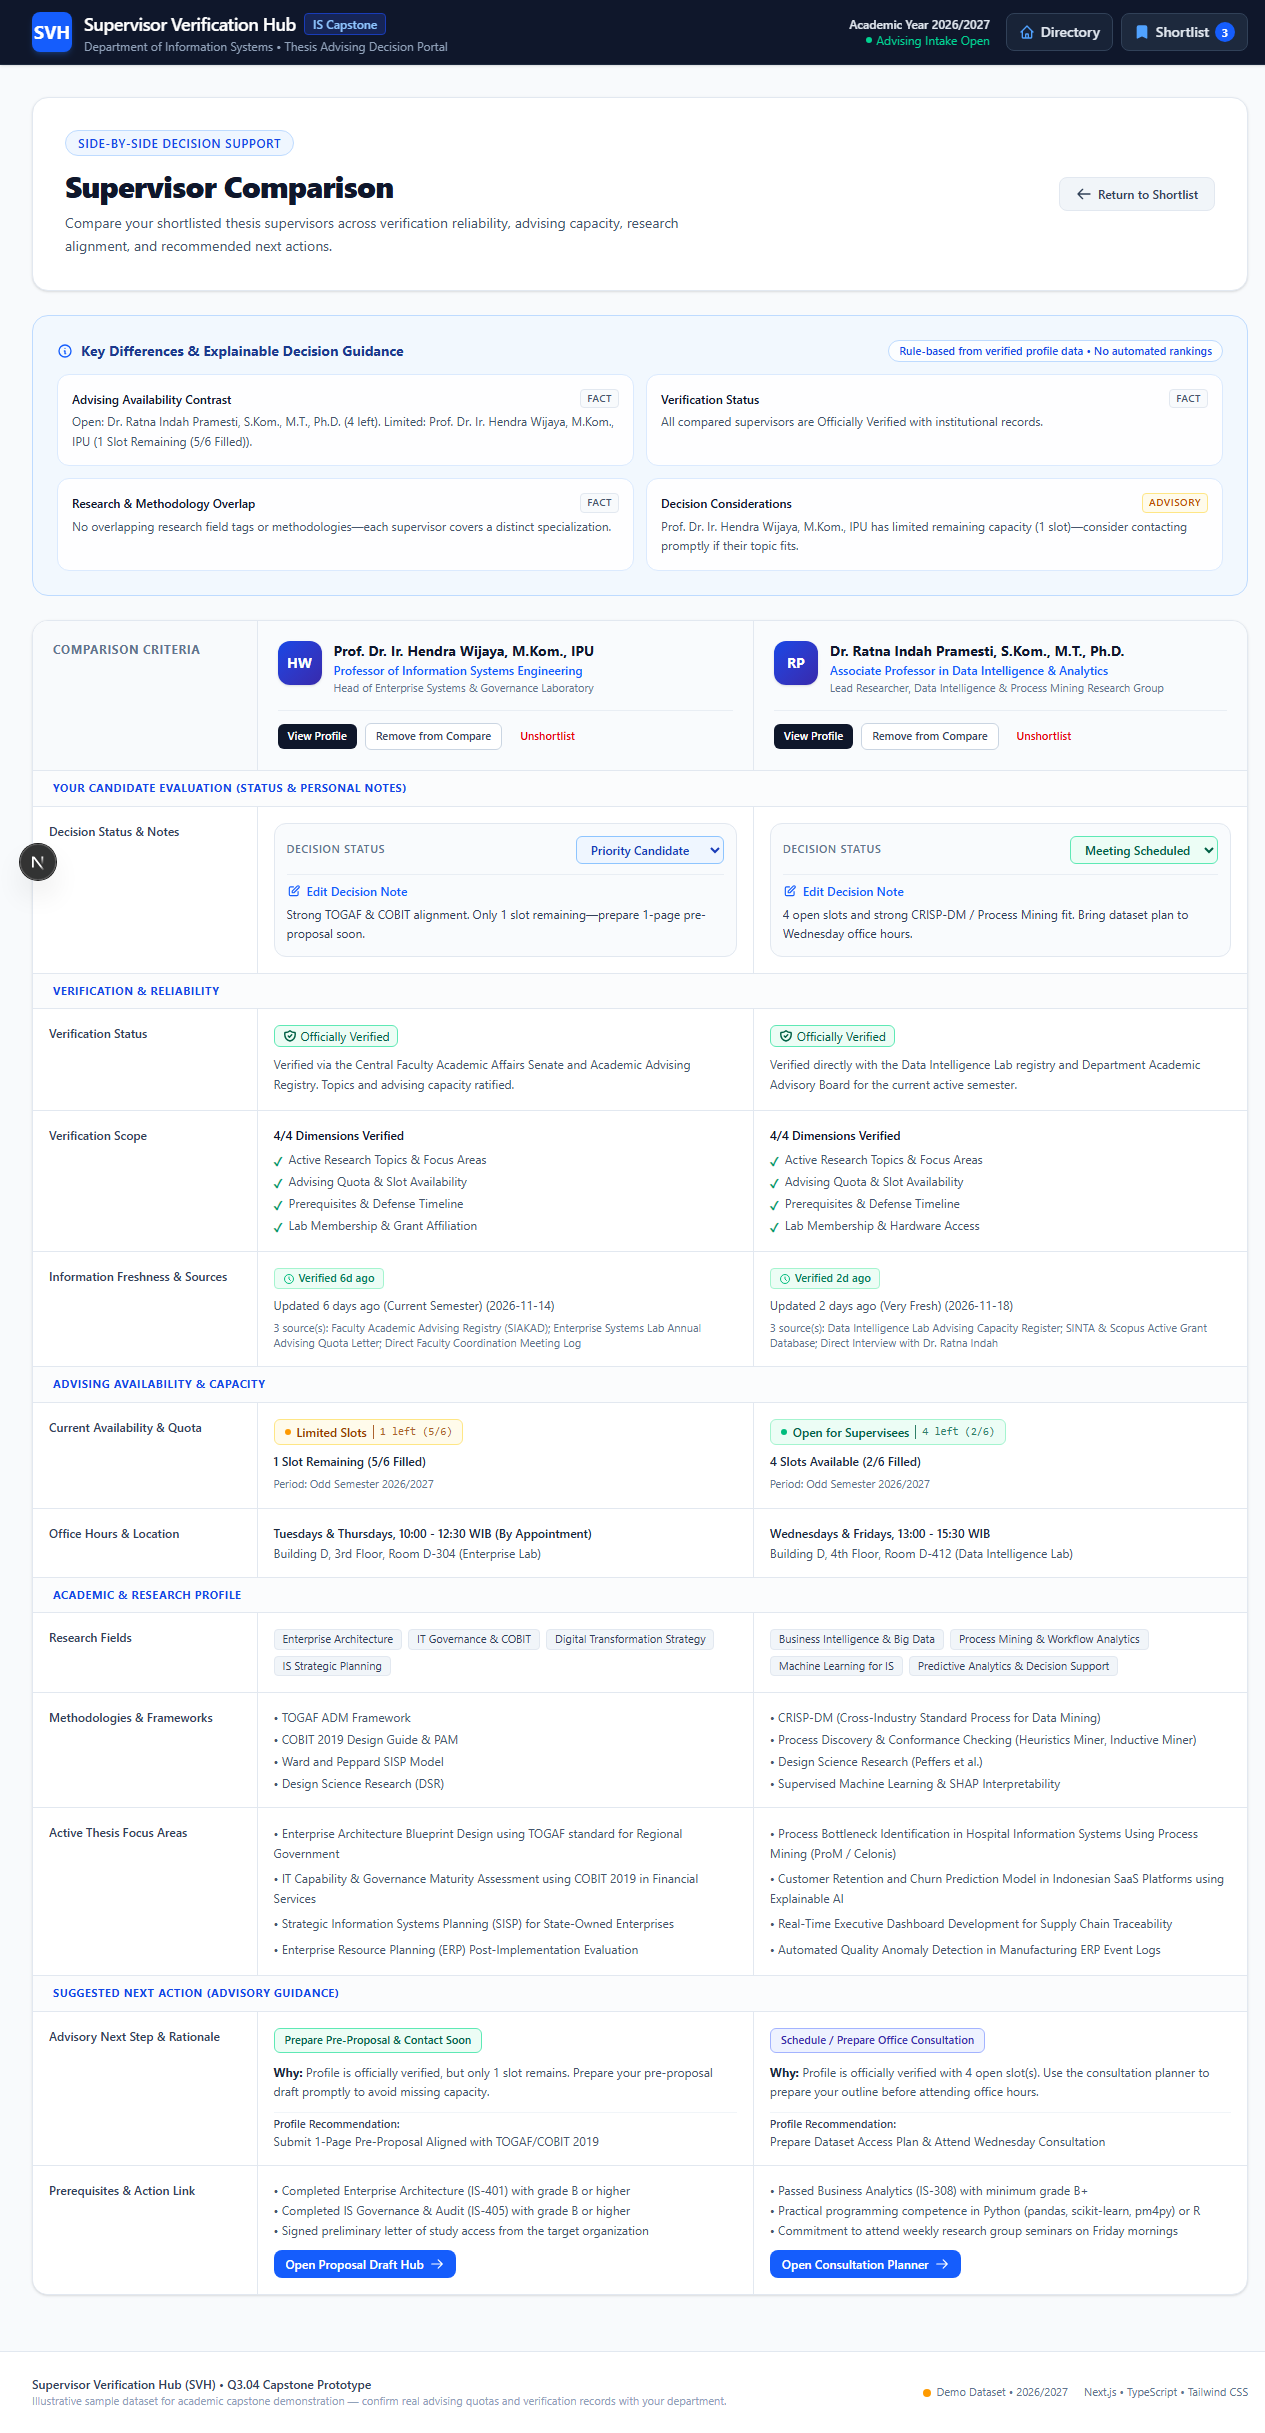 SVH
Supervisor Verification Hub
IS Capstone
Department of Information Systems • Thesis Advising Decision Portal
Academic Year 2026/2027
Advising Intake Open
Directory
Shortlist 3
SIDE-BY-SIDE DECISION SUPPORT
Supervisor Comparison
Compare your shortlisted thesis supervisors across verification reliability, advising capacity, research
alignment, and recommended next actions.
← Return to Shortlist
Key Differences & Explainable Decision Guidance
Rule-based from verified profile data • No automated rankings
Advising Availability Contrast
FACT
Open: Dr. Ratna Indah Pramesti, S.Kom., M.T., Ph.D. (4 left). Limited: Prof. Dr. Ir. Hendra Wijaya, M.Kom.,
IPU (1 Slot Remaining (5/6 Filled)).
Verification Status
FACT
All compared supervisors are Officially Verified with institutional records.
Research & Methodology Overlap
FACT
No overlapping research field tags or methodologies—each supervisor covers a distinct specialization.
Decision Considerations
ADVISORY
Prof. Dr. Ir. Hendra Wijaya, M.Kom., IPU has limited remaining capacity (1 slot)—consider contacting
promptly if their topic fits.
COMPARISON CRITERIA
HW
Prof. Dr. Ir. Hendra Wijaya, M.Kom., IPU
Professor of Information Systems Engineering
Head of Enterprise Systems & Governance Laboratory
View Profile
Remove from Compare
Unshortlist
RP
Dr. Ratna Indah Pramesti, S.Kom., M.T., Ph.D.
Associate Professor in Data Intelligence & Analytics
Lead Researcher, Data Intelligence & Process Mining Research Group
View Profile
Remove from Compare
Unshortlist
YOUR CANDIDATE EVALUATION (STATUS & PERSONAL NOTES)
Decision Status & Notes
N
DECISION STATUS
Priority Candidate
Edit Decision Note
Strong TOGAF & COBIT alignment. Only 1 slot remaining—prepare 1-page pre-
proposal soon.
DECISION STATUS
Meeting Scheduled
Edit Decision Note
4 open slots and strong CRISP-DM / Process Mining fit. Bring dataset plan to
Wednesday office hours.
VERIFICATION & RELIABILITY
Verification Status
Officially Verified
Verified via the Central Faculty Academic Affairs Senate and Academic Advising
Registry. Topics and advising capacity ratified.
Officially Verified
Verified directly with the Data Intelligence Lab registry and Department Academic
Advisory Board for the current active semester.
Verification Scope
4/4 Dimensions Verified
✓ Active Research Topics & Focus Areas
✓ Advising Quota & Slot Availability
✓ Prerequisites & Defense Timeline
✓ Lab Membership & Grant Affiliation
4/4 Dimensions Verified
✓ Active Research Topics & Focus Areas
✓ Advising Quota & Slot Availability
✓ Prerequisites & Defense Timeline
✓ Lab Membership & Hardware Access
Information Freshness & Sources
Verified 6d ago
Updated 6 days ago (Current Semester) (2026-11-14)
3 source(s): Faculty Academic Advising Registry (SIAKAD); Enterprise Systems Lab Annual
Advising Quota Letter; Direct Faculty Coordination Meeting Log
Verified 2d ago
Updated 2 days ago (Very Fresh) (2026-11-18)
3 source(s): Data Intelligence Lab Advising Capacity Register; SINTA & Scopus Active Grant
Database; Direct Interview with Dr. Ratna Indah
ADVISING AVAILABILITY & CAPACITY
Current Availability & Quota
Limited Slots | 1 left (5/6)
1 Slot Remaining (5/6 Filled)
Period: Odd Semester 2026/2027
Open for Supervisees | 4 left (2/6)
4 Slots Available (2/6 Filled)
Period: Odd Semester 2026/2027
Office Hours & Location
Tuesdays & Thursdays, 10:00 - 12:30 WIB (By Appointment)
Building D, 3rd Floor, Room D-304 (Enterprise Lab)
Wednesdays & Fridays, 13:00 - 15:30 WIB
Building D, 4th Floor, Room D-412 (Data Intelligence Lab)
ACADEMIC & RESEARCH PROFILE
Research Fields
Enterprise Architecture
IT Governance & COBIT
Digital Transformation Strategy
IS Strategic Planning
Business Intelligence & Big Data
Process Mining & Workflow Analytics
Machine Learning for IS
Predictive Analytics & Decision Support
Methodologies & Frameworks
• TOGAF ADM Framework
• COBIT 2019 Design Guide & PAM
• Ward and Peppard SISP Model
• Design Science Research (DSR)
• CRISP-DM (Cross-Industry Standard Process for Data Mining)
• Process Discovery & Conformance Checking (Heuristics Miner, Inductive Miner)
• Design Science Research (Peffers et al.)
• Supervised Machine Learning & SHAP Interpretability
Active Thesis Focus Areas
• Enterprise Architecture Blueprint Design using TOGAF standard for Regional
Government
• IT Capability & Governance Maturity Assessment using COBIT 2019 in Financial
Services
• Strategic Information Systems Planning (SISP) for State-Owned Enterprises
• Enterprise Resource Planning (ERP) Post-Implementation Evaluation
• Process Bottleneck Identification in Hospital Information Systems Using Process
Mining (ProM / Celonis)
• Customer Retention and Churn Prediction Model in Indonesian SaaS Platforms using
Explainable AI
• Real-Time Executive Dashboard Development for Supply Chain Traceability
• Automated Quality Anomaly Detection in Manufacturing ERP Event Logs
SUGGESTED NEXT ACTION (ADVISORY GUIDANCE)
Advisory Next Step & Rationale
Prepare Pre-Proposal & Contact Soon
Why: Profile is officially verified, but only 1 slot remains. Prepare your pre-proposal
draft promptly to avoid missing capacity.
Profile Recommendation:
Submit 1-Page Pre-Proposal Aligned with TOGAF/COBIT 2019
Schedule / Prepare Office Consultation
Why: Profile is officially verified with 4 open slot(s). Use the consultation planner to
prepare your outline before attending office hours.
Profile Recommendation:
Prepare Dataset Access Plan & Attend Wednesday Consultation
Prerequisites & Action Link
• Completed Enterprise Architecture (IS-401) with grade B or higher
• Completed IS Governance & Audit (IS-405) with grade B or higher
• Signed preliminary letter of study access from the target organization
Open Proposal Draft Hub →
• Passed Business Analytics (IS-308) with minimum grade B+
• Practical programming competence in Python (pandas, scikit-learn, pm4py) or R
• Commitment to attend weekly research group seminars on Friday mornings
Open Consultation Planner →
Supervisor Verification Hub (SVH) • Q3.04 Capstone Prototype
Illustrative sample dataset for academic capstone demonstration — confirm real advising quotas and verification records with your department.
Demo Dataset • 2026/2027
Next.js • TypeScript • Tailwind CSS